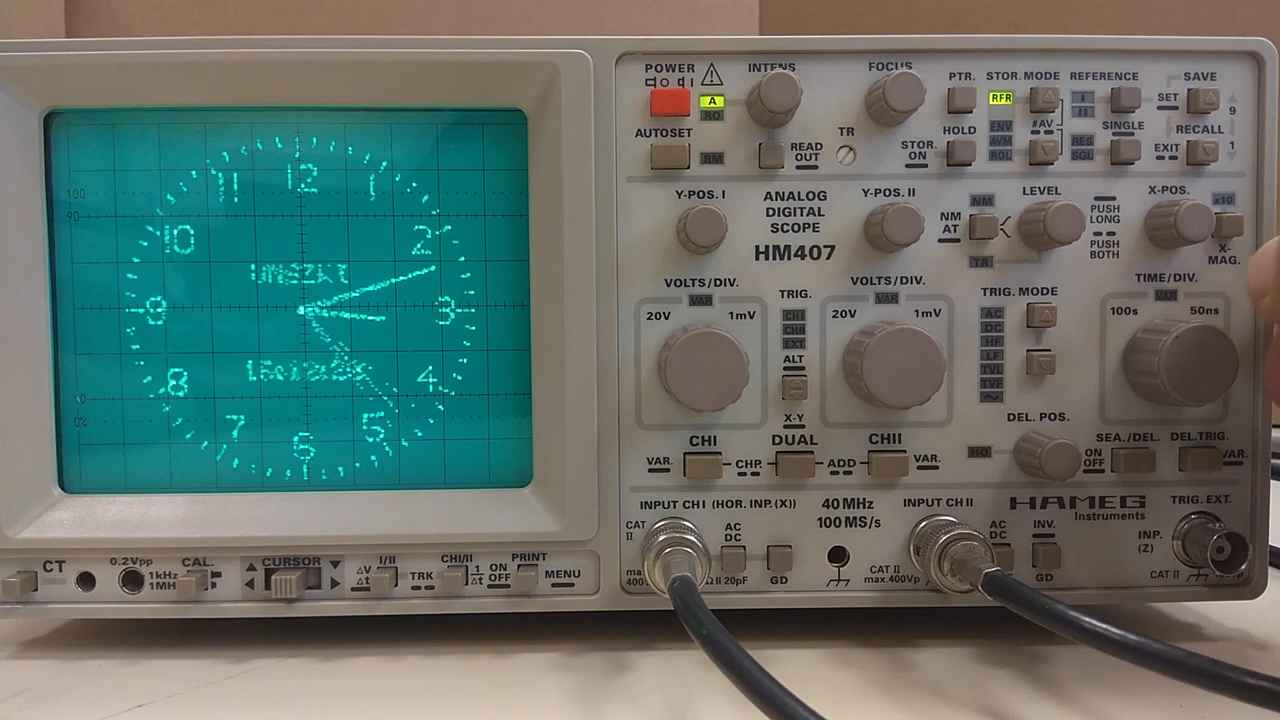 12
11
1
10
2
9
3
8
4
7
5
6
100
90
POWER
INTENS
FOCUS
PTR.
STOR. MODE
REFERENCE
SAVE
A
RO
RFR
I
II
SET
9
AUTOSET
TR
HOLD
ENV
#AV
SINGLE
RECALL
RM
READ OUT
STOR. ON
AVM
ROL
RES
SGL
EXIT
1
Y-POS. I
ANALOG
DIGITAL
SCOPE
HM407
Y-POS. II
NM
AT
NM
TR
LEVEL
PUSH LONG
PUSH BOTH
X-POS.
x10
X-MAG.
VOLTS/DIV.
VAR
20V
1mV
TRIG.
CHI
CHII
EXT
ALT
X-Y
VOLTS/DIV.
VAR
20V
1mV
TRIG. MODE
AC
DC
HF
LF
TVL
TVF
~
TIME/DIV.
VAR
100s
50ns
DEL. POS.
HO
CHI
DUAL
CHII
VAR.
CHP.
ADD
VAR.
ON
OFF
SEA./DEL.
DEL.TRIG.
VAR.
INPUT CH I (HOR. INP. (X))
40 MHz
100 MS/s
INPUT CH II
HAMEG
Instruments
TRIG. EXT.
CAT II
AC
DC
GD
II 20pF
CAT II
max.400Vp
AC
DC
INV.
GD
INP. (Z)
CAT II
CT
0.2Vpp
1kHz
1MH
CAL.
CURSOR
ΔV
Δt
I/II
TRK
CHI/II
1
Δt
ON
OFF
PRINT
MENU